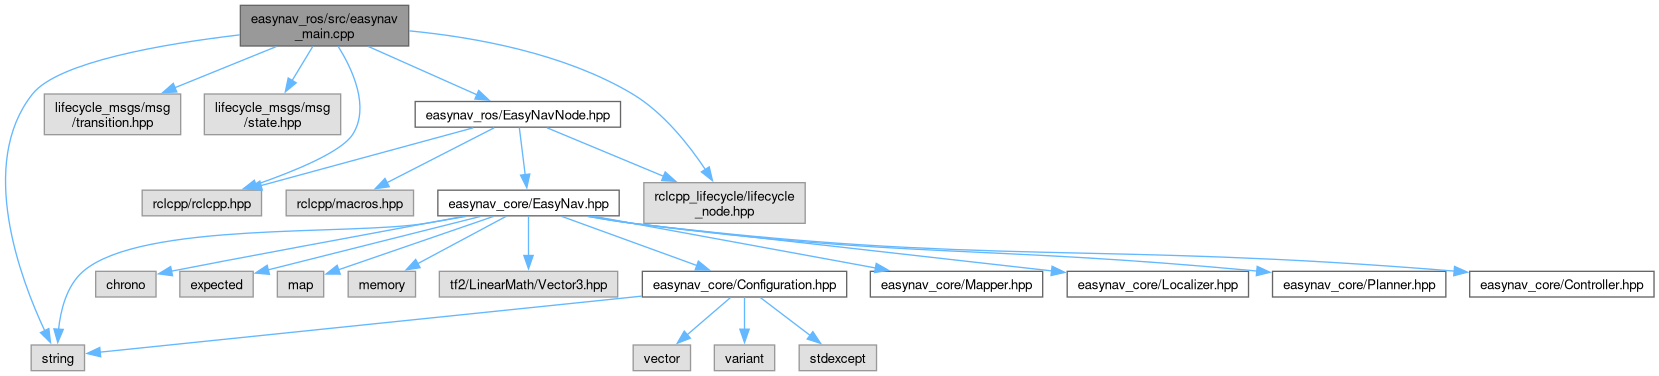 easynav_ros/src/easynav
_main.cpp
lifecycle_msgs/msg
/transition.hpp
lifecycle_msgs/msg
/state.hpp
easynav_ros/EasyNavNode.hpp
rclcpp/rclcpp.hpp
rclcpp/macros.hpp
easynav_core/EasyNav.hpp
rclcpp_lifecycle/lifecycle
_node.hpp
chrono
expected
map
memory
tf2/LinearMath/Vector3.hpp
easynav_core/Configuration.hpp
easynav_core/Mapper.hpp
easynav_core/Localizer.hpp
easynav_core/Planner.hpp
easynav_core/Controller.hpp
string
vector
variant
stdexcept